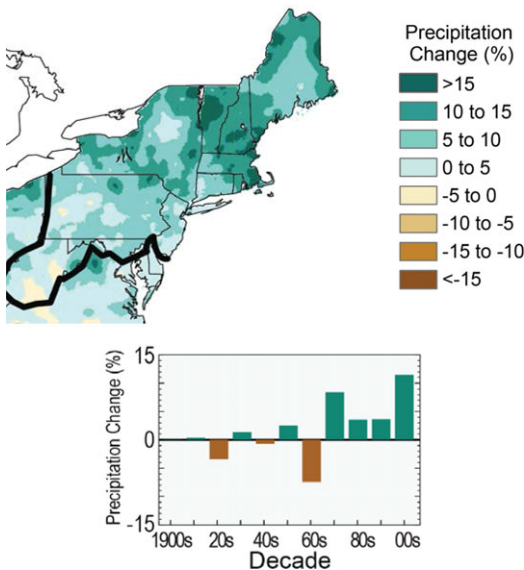 Precipitation
Change (%)
>15
10 to 15
5 to 10
0 to 5
-5 to 0
-10 to -5
-15 to -10
<-15
Precipitation Change (%)
15
0
-15
1900s 20s 40s 60s 80s 00s
Decade